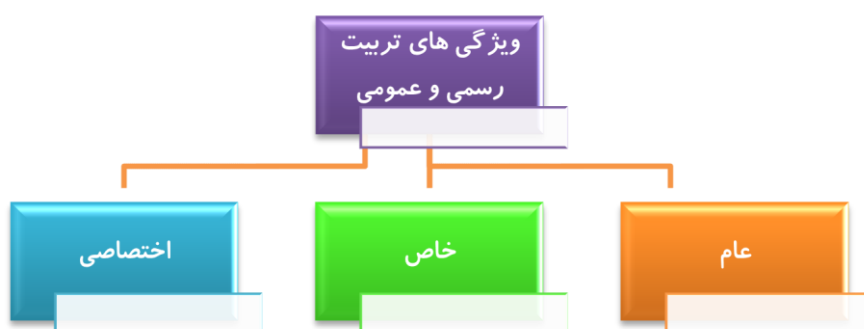 ویژگی های تربیت
رسمی و عمومی
عام
خاص
اختصاصی